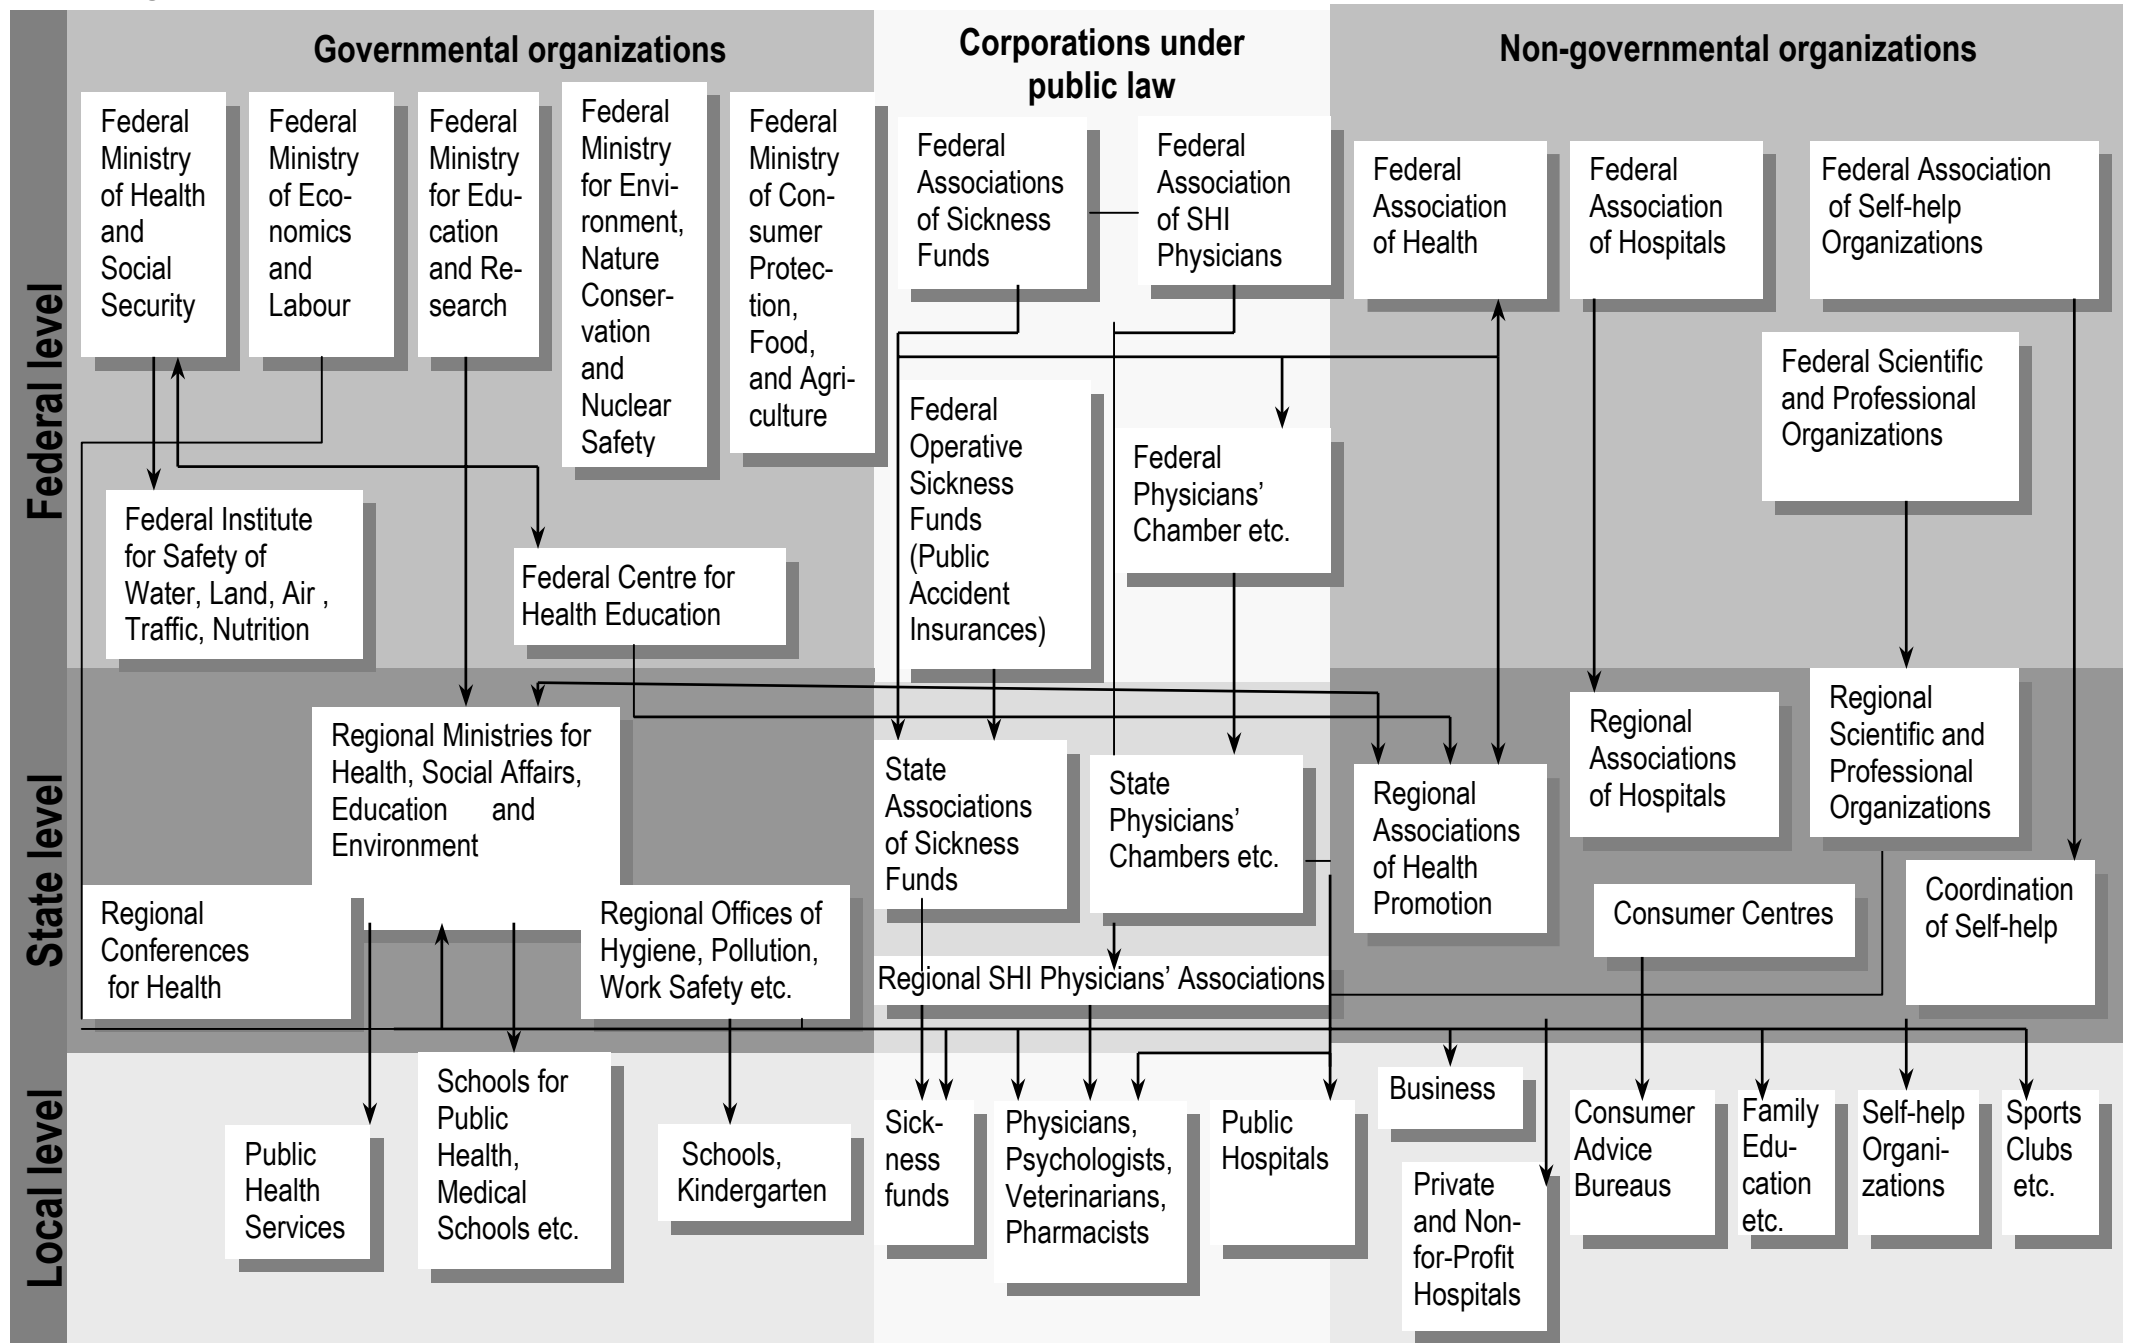 Governmental organizations
Corporations under
public law
Non-governmental organizations
Federal level
Federal
Ministry
of Health
and
Social
Security
Federal
Ministry
of Eco-
nomics
and
Labour
Federal
Ministry
for Edu-
cation
and Re-
search
Federal
Ministry
for Envi-
ronment,
Nature
Conser-
vation
and
Nuclear
Safety
Federal
Ministry
of Con-
sumer
Protec-
tion,
Food,
and Agri-
culture
Federal
Associations
of Sickness
Funds
Federal
Association
of SHI
Physicians
Federal
Association
of Health
Federal
Association
of Hospitals
Federal Association
of Self-help
Organizations
Federal Scientific
and Professional
Organizations
Federal
Operative
Sickness
Funds
(Public
Accident
Insurances)
Federal
Physicians’
Chamber etc.
Federal Institute
for Safety of
Water, Land, Air ,
Traffic, Nutrition
Federal Centre for
Health Education
State level
Regional Ministries for
Health, Social Affairs,
Education and
Environment
Regional
Conferences
for Health
Regional Offices of
Hygiene, Pollution,
Work Safety etc.
State
Associations
of Sickness
Funds
State
Physicians’
Chambers etc.
Regional SHI Physicians’ Associations
Regional
Associations
of Health
Promotion
Regional
Associations
of Hospitals
Regional
Scientific and
Professional
Organizations
Consumer Centres
Coordination
of Self-help
Local level
Public
Health
Services
Schools for
Public
Health,
Medical
Schools etc.
Schools,
Kindergarten
Sick-
ness
funds
Physicians,
Psychologists,
Veterinarians,
Pharmacists
Public
Hospitals
Business
Private
and Non-
for-Profit
Hospitals
Consumer
Advice
Bureaus
Family
Edu-
cation
etc.
Self-help
Organi-
zations
Sports
Clubs
etc.